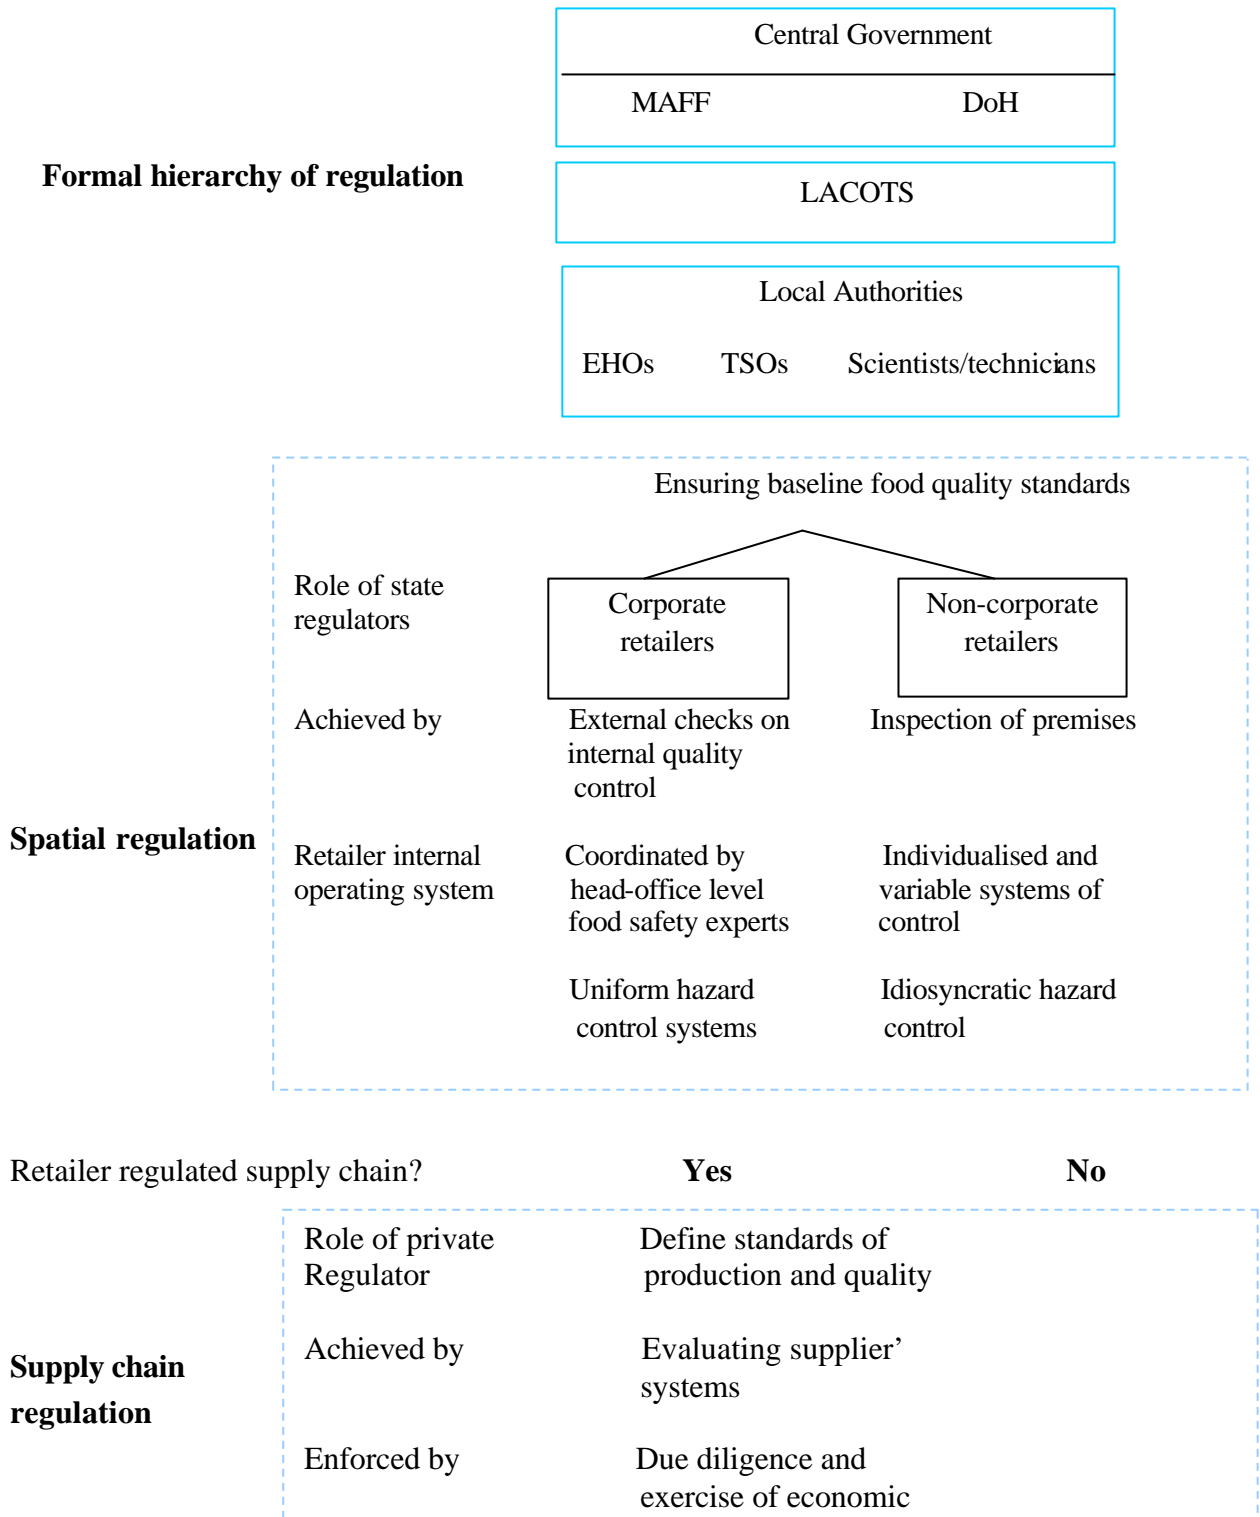 Central Government
MAFF DoH
Formal hierarchy of regulation
LACOTS
Local Authorities
EHOs TSOs Scientists/technicians
Ensuring baseline food quality standards
Role of state
regulators
Corporate
retailers
Non-corporate
retailers
Achieved by
External checks on
internal quality
control
Inspection of premises
Spatial regulation
Retailer internal
operating system
Coordinated by
head-office level
food safety experts
Individualised and
variable systems of
control
Uniform hazard
control systems
Idiosyncratic hazard
control
Retailer regulated supply chain? Yes No
Role of private
Regulator
Define standards of
production and quality
Supply chain
regulation
Achieved by
Evaluating supplier’
systems
Enforced by
Due diligence and
exercise of economic